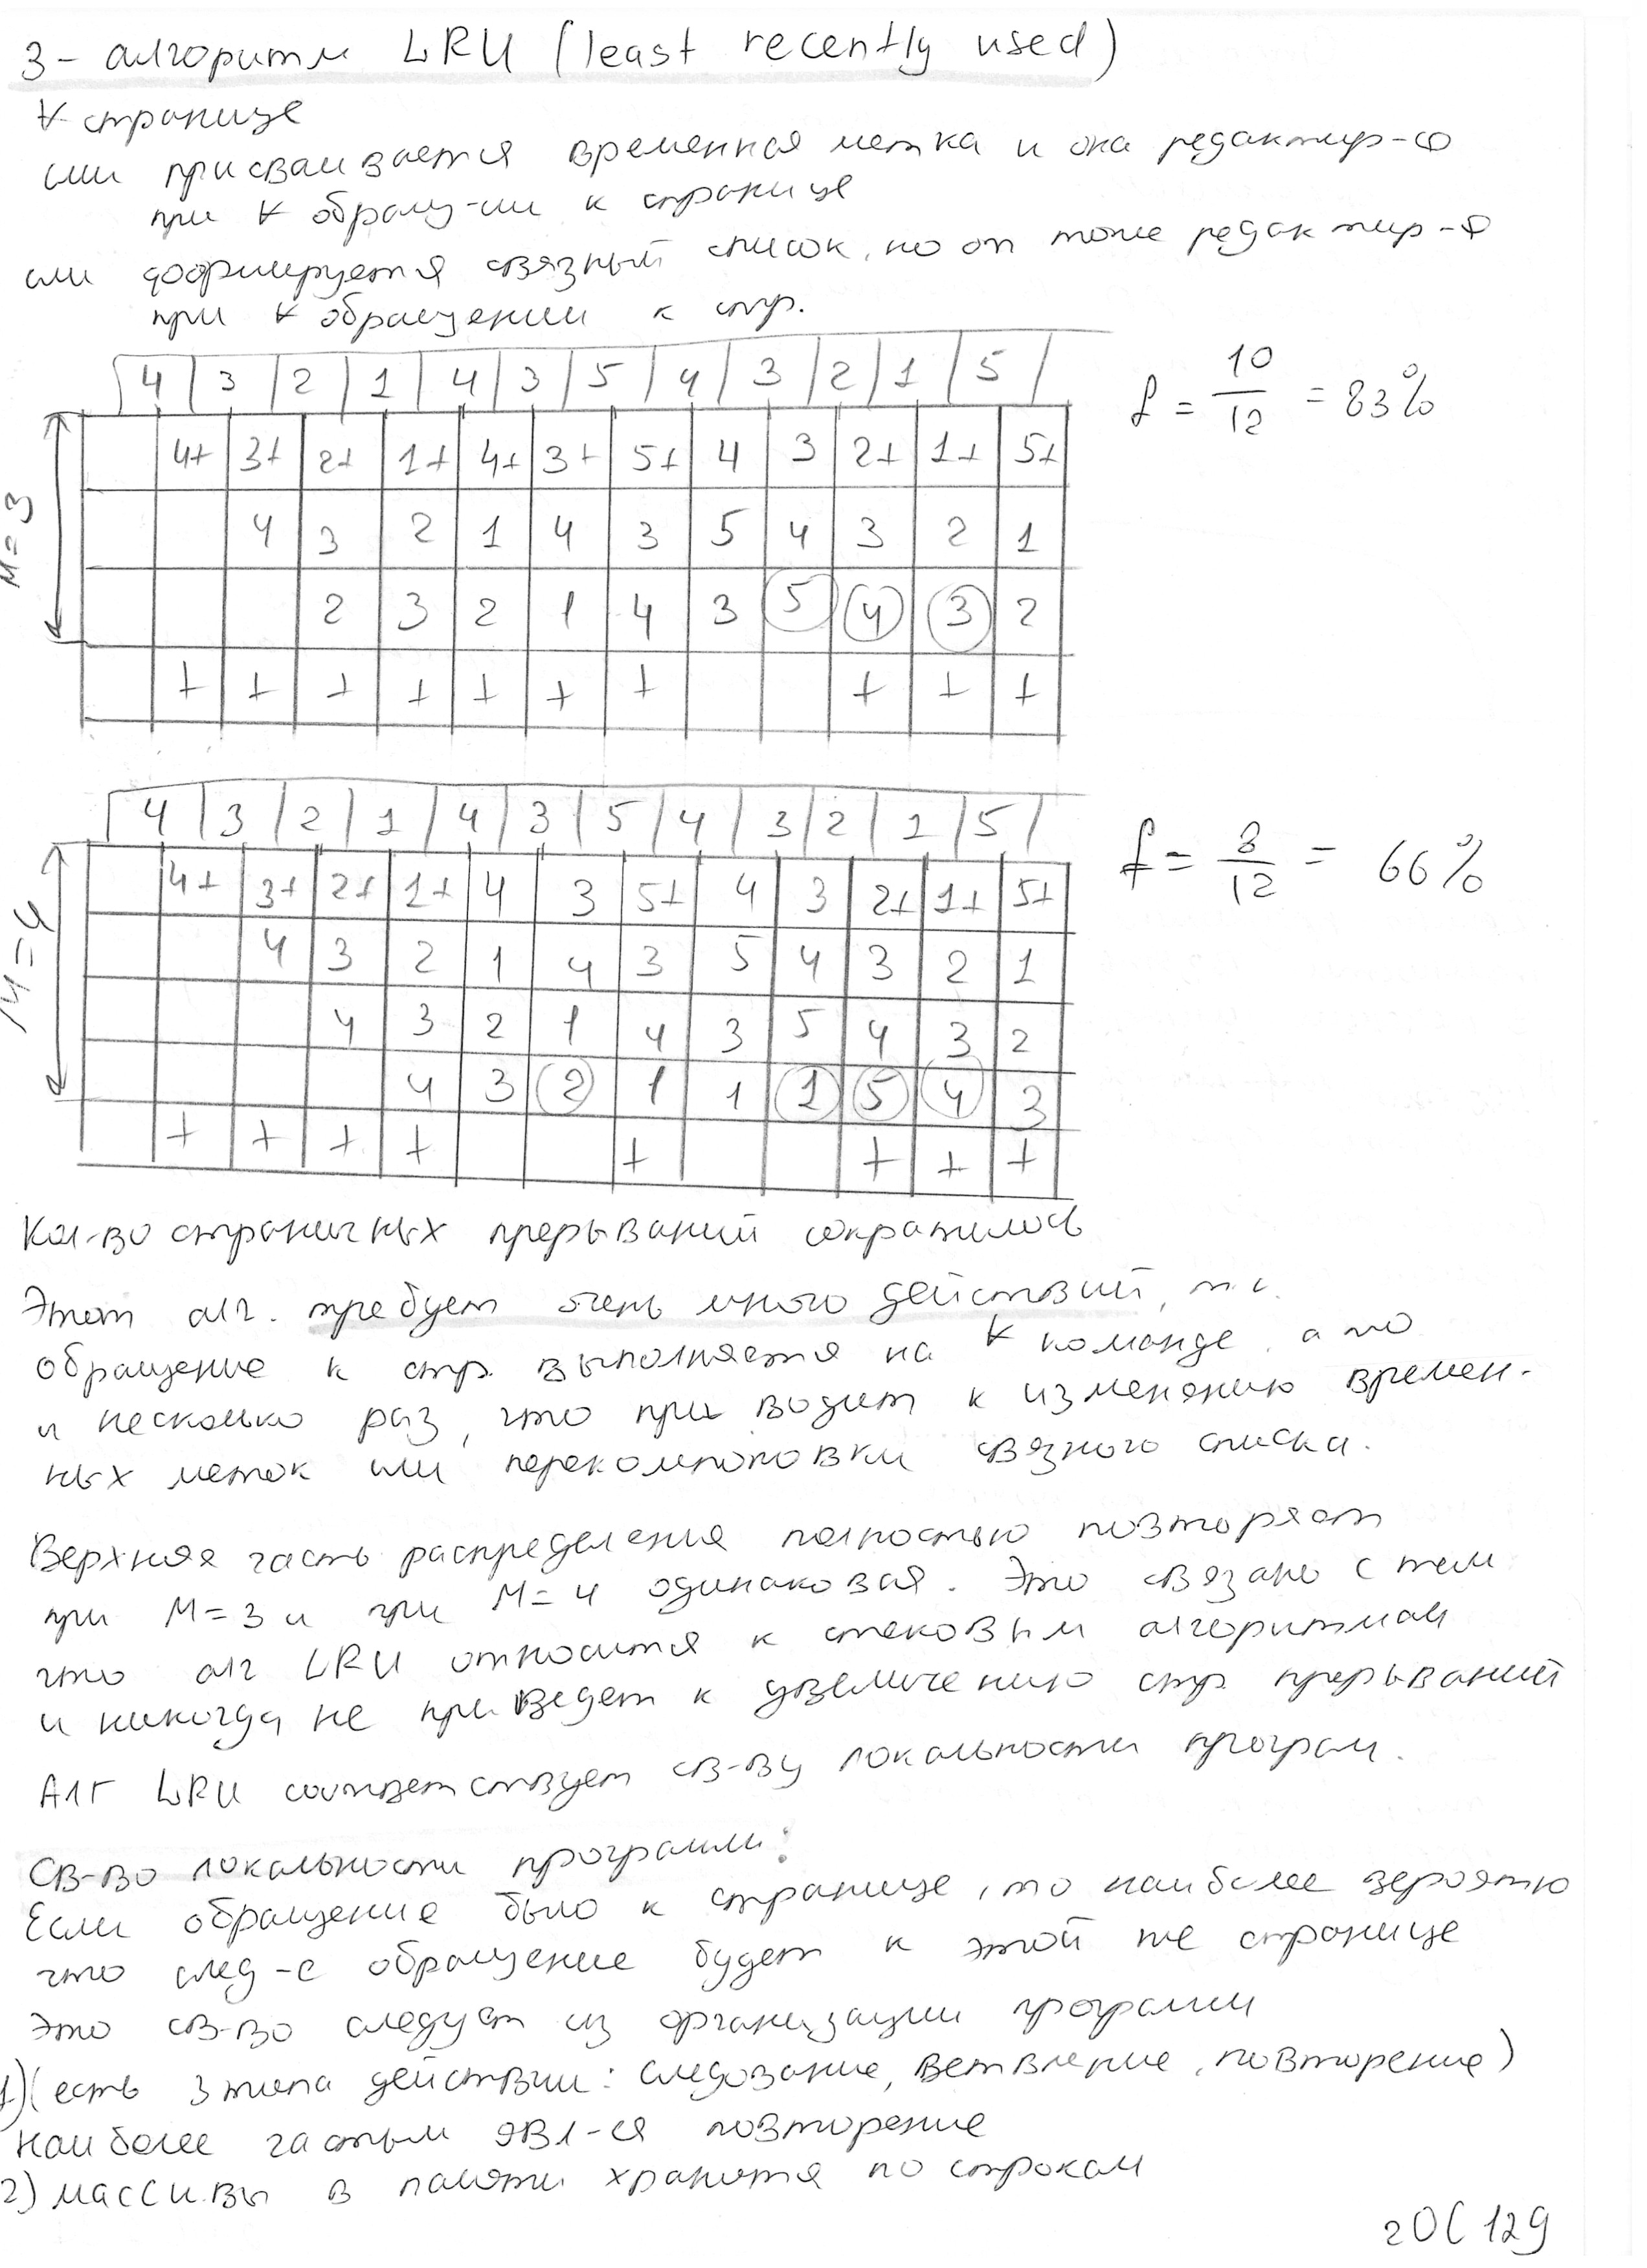 3 - алгоритм LRU (least recently used)
∀ странице
или присваивается временная метка и она редактир-ся
при ∀ обращ-ии к странице
или формируется связный список, но он тоже редактир-ся
при ∀ обращении к стр.
4 3 2 1 4 3 5 4 3 2 1 5
f = 10/12 = 83%
M = 3
4+ 3+ 2+ 1+ 4+ 3+ 5+ 4 3 2+ 1+ 5+
4 3 2 1 4 3 5 4 3 2 1
2 3 2 1 4 3 5 4 3 2
+ + + + + + + + + +
4 3 2 1 4 3 5 4 3 2 1 5
f = 8/12 = 66%
M = 4
4+ 3+ 2+ 1+ 4 3 5+ 4 3 2+ 1+ 5+
4 3 2 1 4 3 5 4 3 2 1
4 3 2 1 4 3 5 4 3 2
4 3 2 1 1 1 5 4 3
+ + + + + + + +
Кол-во страничных прерываний сократилось
Этот алг. требует очень много действий, т.к.
обращение к стр. выполняется на ∀ команде, а то
и несколько раз, что приводит к изменению времен-
ных меток или перекомпоновки связного списка.
Верхняя часть распределения полностью повторяет
при M=3 и при M=4 одинаковая. Это связано с тем
что алг LRU относится к стековым алгоритмам
и никогда не приведет к увеличению стр. прерываний
Алг LRU соответствует св-ву локальности програм.
Св-во локальности программ:
Если обращение было к странице, то наиболее вероятно
что след-е обращение будет к этой же странице
Это св-во следует из организации программ
1) (есть 3 типа действии: следование, ветвление, повторение)
Наиболее частым явл-ся повторение
2) массивы в памяти хранятся по строкам
2ОС 129